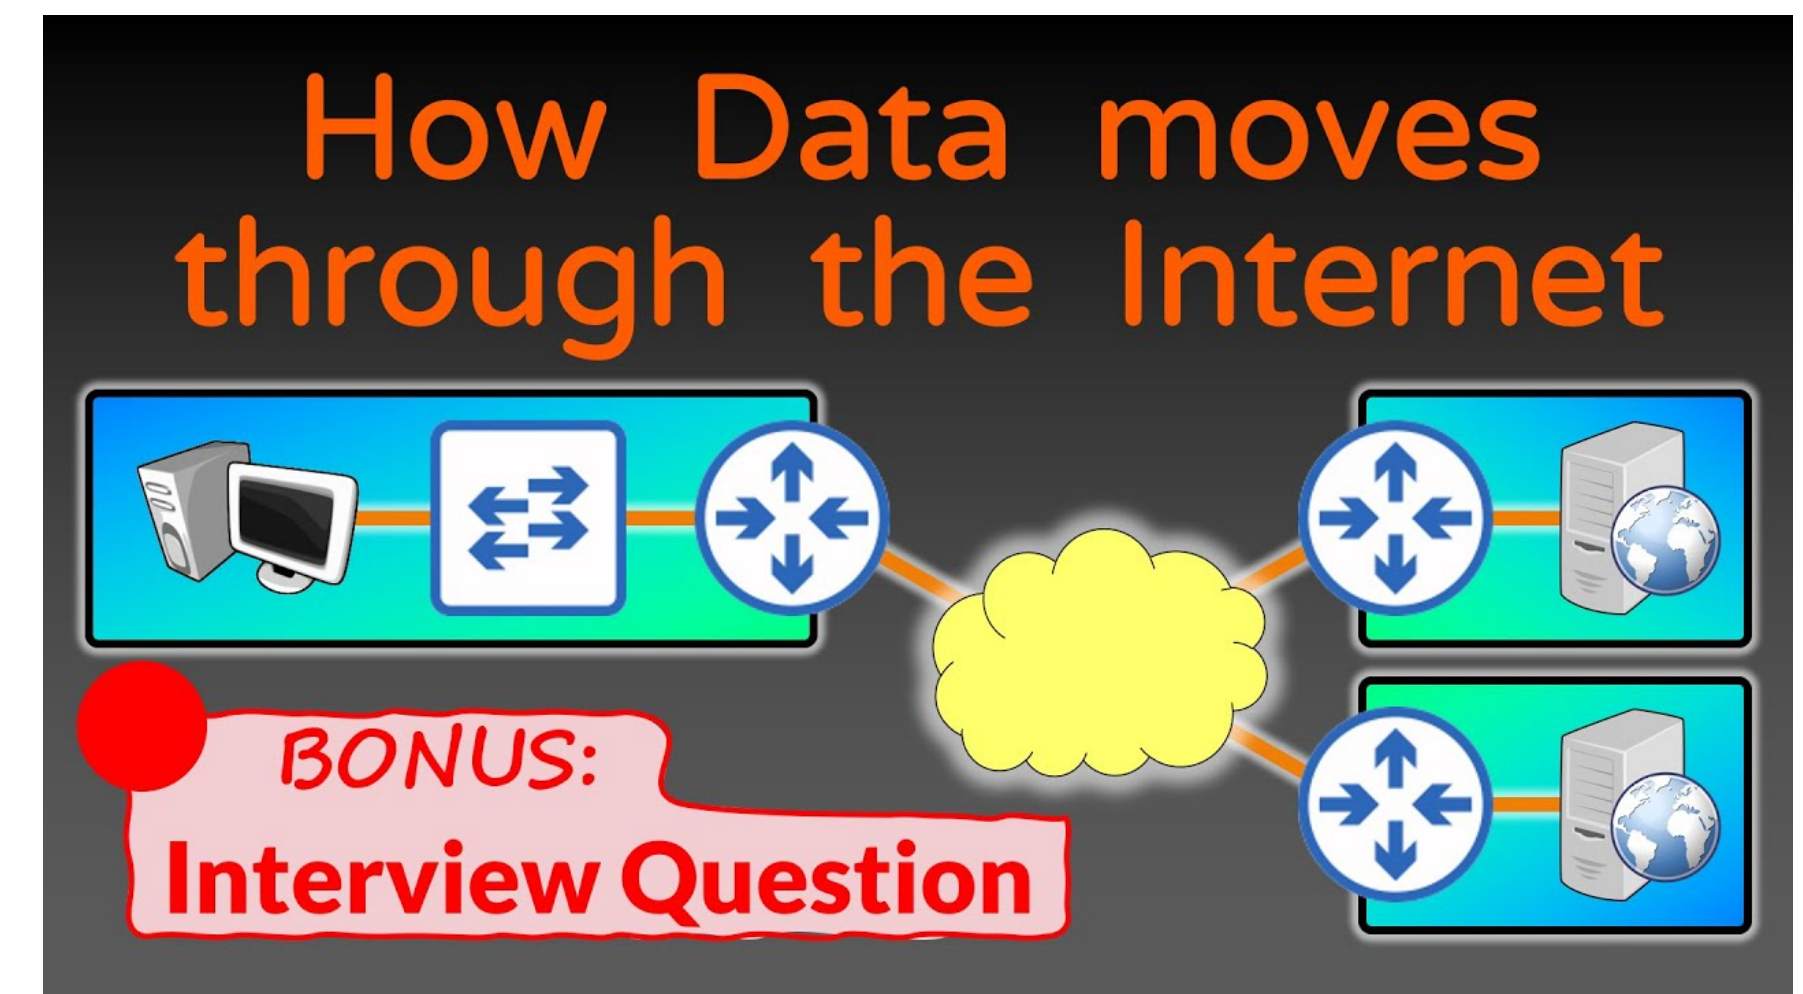 How Data moves
through the Internet
BONUS:
Interview Question